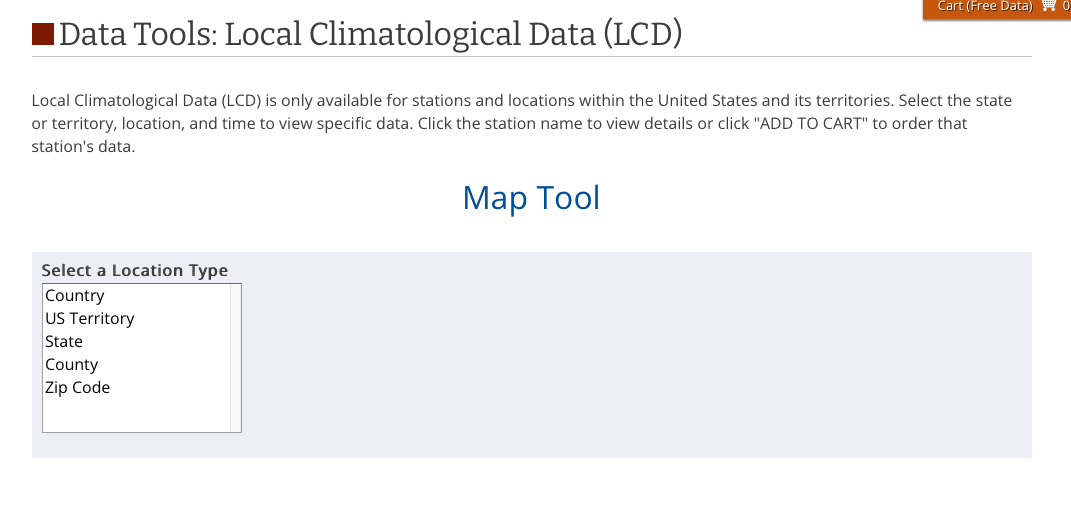 Cart (Free Data) 0
Data Tools: Local Climatological Data (LCD)
Local Climatological Data (LCD) is only available for stations and locations within the United States and its territories. Select the state
or territory, location, and time to view specific data. Click the station name to view details or click "ADD TO CART" to order that
station's data.
Map Tool
Select a Location Type
Country
US Territory
State
County
Zip Code